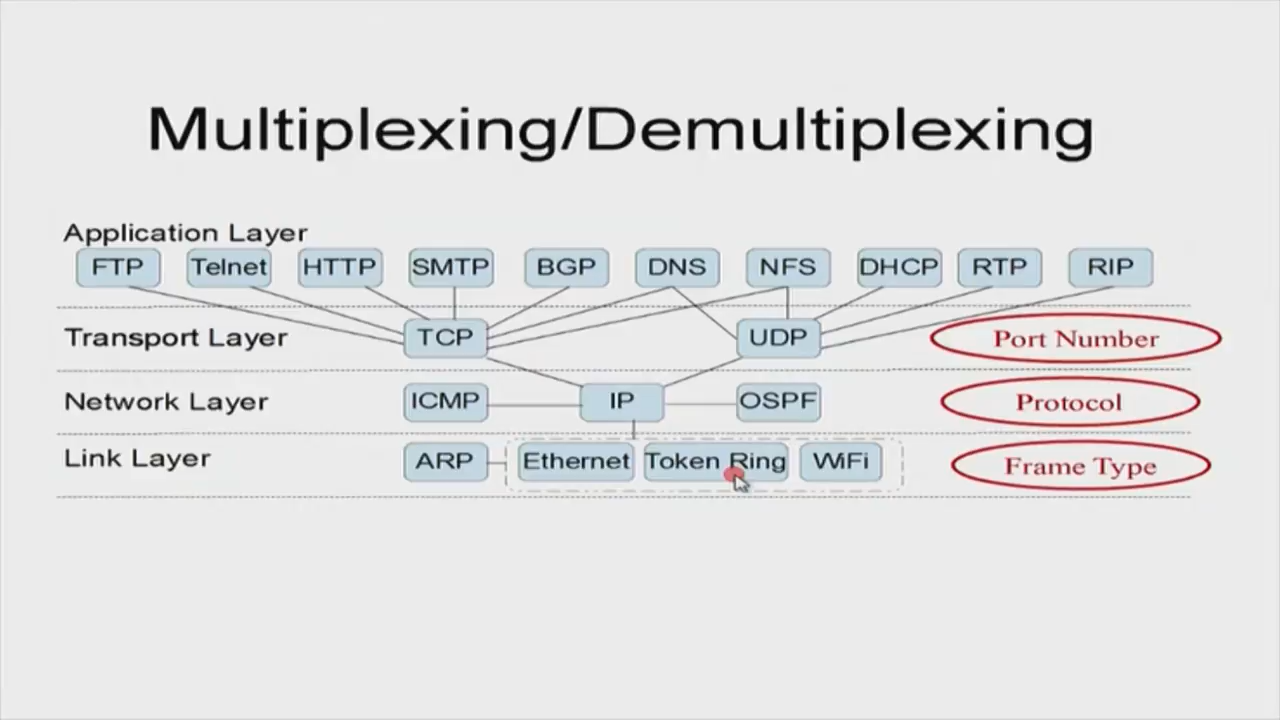 Multiplexing/Demultiplexing
Application Layer
FTP Telnet HTTP SMTP BGP DNS NFS DHCP RTP RIP
Transport Layer TCP UDP Port Number
Network Layer ICMP IP OSPF Protocol
Link Layer ARP Ethernet Token Ring WiFi Frame Type